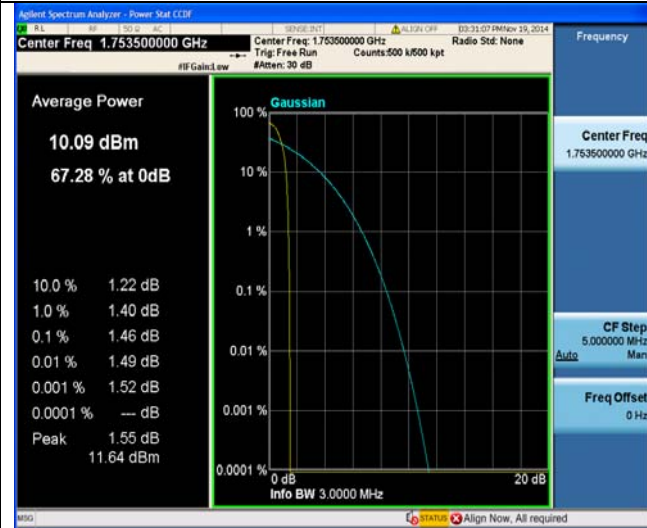 Agilent Spectrum Analyzer - Power Stat CCDF
RL RF 50 Ω AC SENSE:INT ALIGN OFF 03:31:07 PM Nov 19, 2014
Center Freq 1.753500000 GHz
Center Freq: 1.753500000 GHz Radio Std: None
Trig: Free Run Counts:500 k/500 kpt
#IFGain:Low #Atten: 30 dB
Frequency
Average Power
10.09 dBm
67.28 % at 0dB
10.0 % 1.22 dB
1.0 % 1.40 dB
0.1 % 1.46 dB
0.01 % 1.49 dB
0.001 % 1.52 dB
0.0001 % --- dB
Peak 1.55 dB
11.64 dBm
Gaussian
100 %
10 %
1 %
0.1 %
0.01 %
0.001 %
0.0001 %
0 dB 20 dB
Info BW 3.0000 MHz
Center Freq
1.753500000 GHz
CF Step
5.000000 MHz
Auto Man
Freq Offset
0 Hz
MSG STATUS Align Now, All required